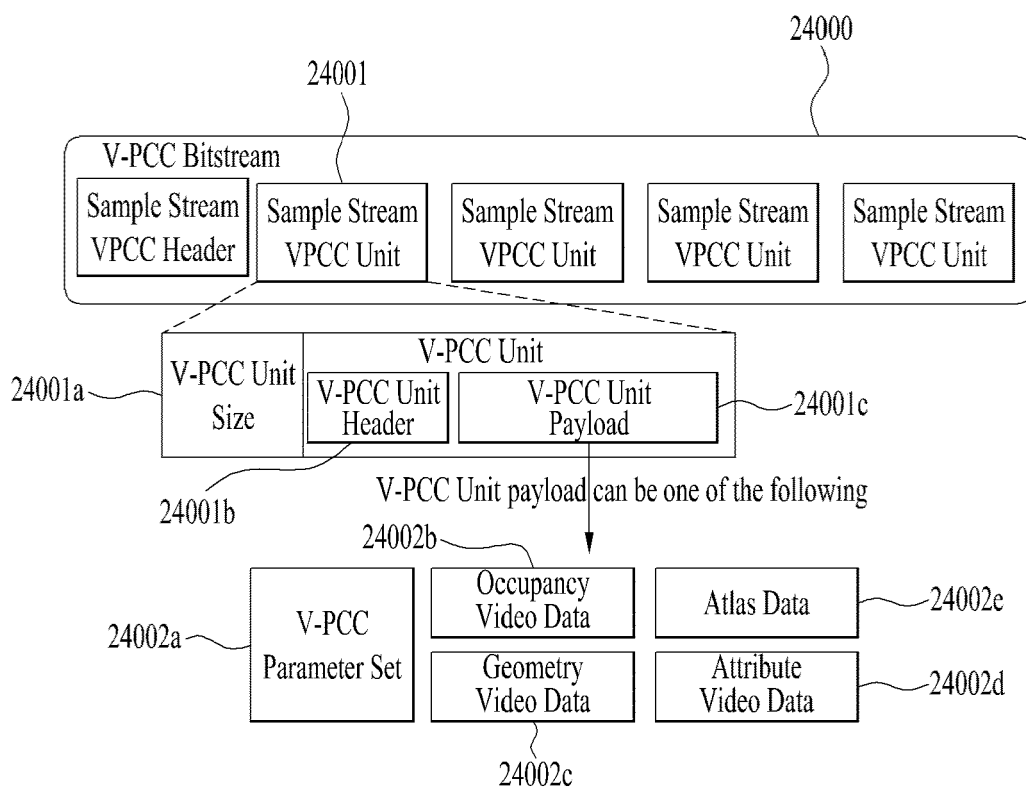 24000
24001
V-PCC Bitstream
Sample Stream
VPCC Header
Sample Stream
VPCC Unit
Sample Stream
VPCC Unit
Sample Stream
VPCC Unit
Sample Stream
VPCC Unit
24001a
V-PCC Unit
Size
V-PCC Unit
V-PCC Unit
Header
V-PCC Unit
Payload
24001c
24001b
V-PCC Unit payload can be one of the following
24002b
24002a
V-PCC
Parameter Set
Occupancy
Video Data
Atlas Data
24002e
Geometry
Video Data
Attribute
Video Data
24002d
24002c